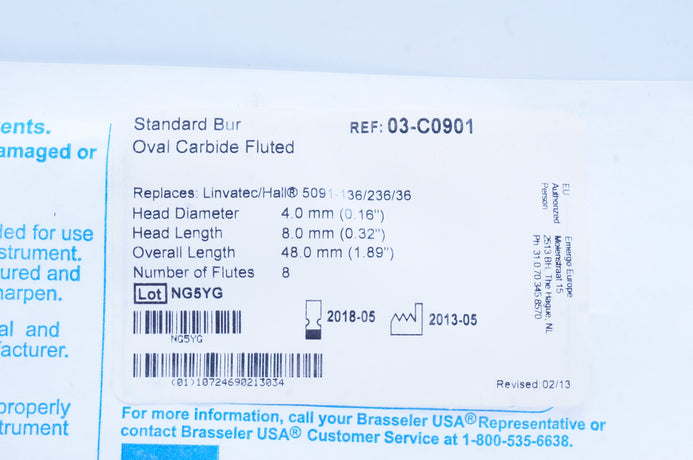 ents.
amaged or
ded for use
strument.
ured and
harpen.
al and
facturer.
properly
trument
Standard Bur
REF: 03-C0901
Oval Carbide Fluted
Replaces: Linvatec/Hall® 5091-136/236/36
Head Diameter 4.0 mm (0.16")
Head Length 8.0 mm (0.32")
Overall Length 48.0 mm (1.89")
Number of Flutes 8
Lot NG5YG
NG5YG
2018-05
2013-05
(01)10724690213034
Revised:02/13
EU
Authorized
Person
Emergo Europe
Molenstraat 15
2513 BH, The Hague, NL
Ph: 31 0 70 345 8570
For more information, call your Brasseler USA® Representative or
contact Brasseler USA® Customer Service at 1-800-535-6638.